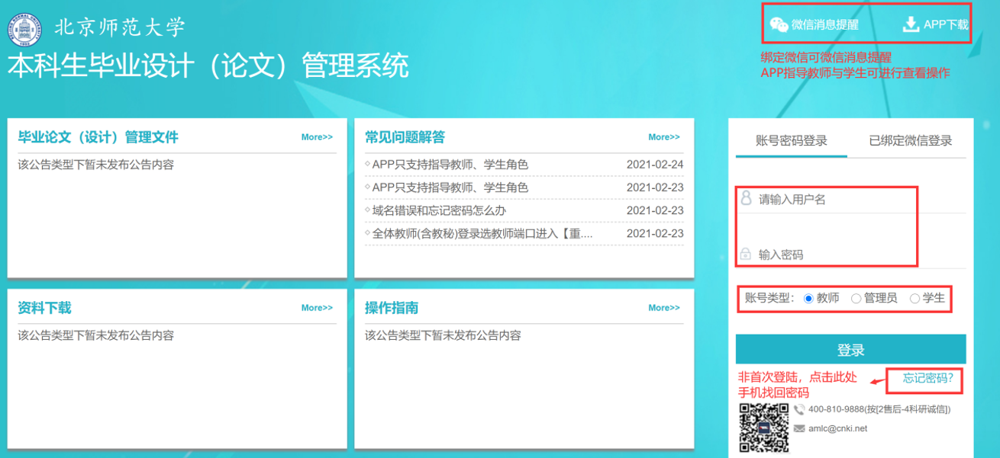 北京师范大学
本科生毕业设计（论文）管理系统
微信消息提醒 APP下载
绑定微信可微信消息提醒
APP指导教师与学生可进行查看操作
毕业论文（设计）管理文件 More>>
该公告类型下暂未发布公告内容
常见问题解答 More>>
APP只支持指导教师、学生角色 2021-02-24
APP只支持指导教师、学生角色 2021-02-23
域名错误和忘记密码怎么办 2021-02-23
全体教师(含教秘)登录选教师端口进入【重.... 2021-02-23
资料下载 More>>
该公告类型下暂未发布公告内容
操作指南 More>>
该公告类型下暂未发布公告内容
账号密码登录 已绑定微信登录
请输入用户名
输入密码
账号类型: 教师 管理员 学生
登录
非首次登陆，点击此处 忘记密码?
手机找回密码
400-810-9888(按[2售后-4科研诚信])
amlc@cnki.net